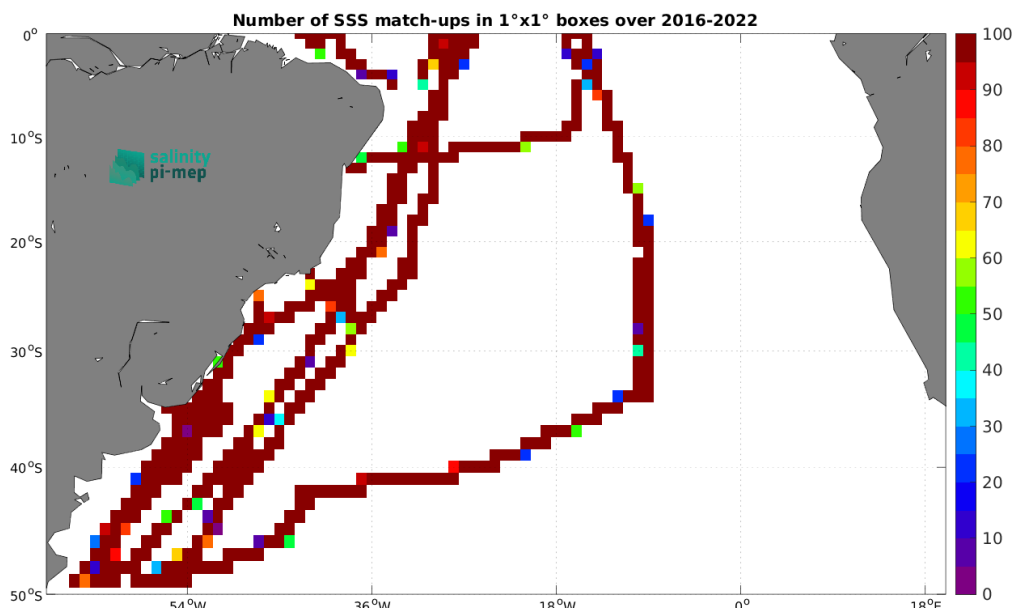 Number of SSS match-ups in 1°x1° boxes over 2016-2022
0°
10°S
20°S
30°S
40°S
50°S
54°W
36°W
18°W
0°
18°E
salinity
pi-mep
100
90
80
70
60
50
40
30
20
10
0